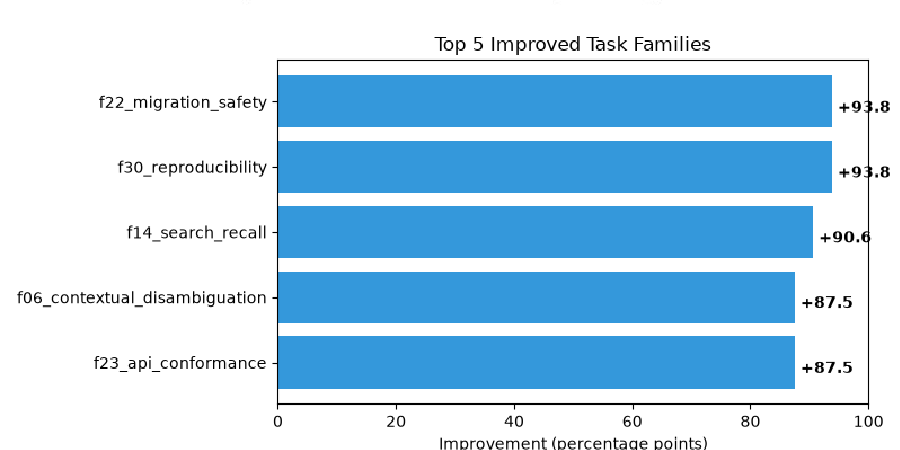 Top 5 Improved Task Families
f22_migration_safety
+93.8
f30_reproducibility
+93.8
f14_search_recall
+90.6
f06_contextual_disambiguation
+87.5
f23_api_conformance
+87.5
0 20 40 60 80 100
Improvement (percentage points)